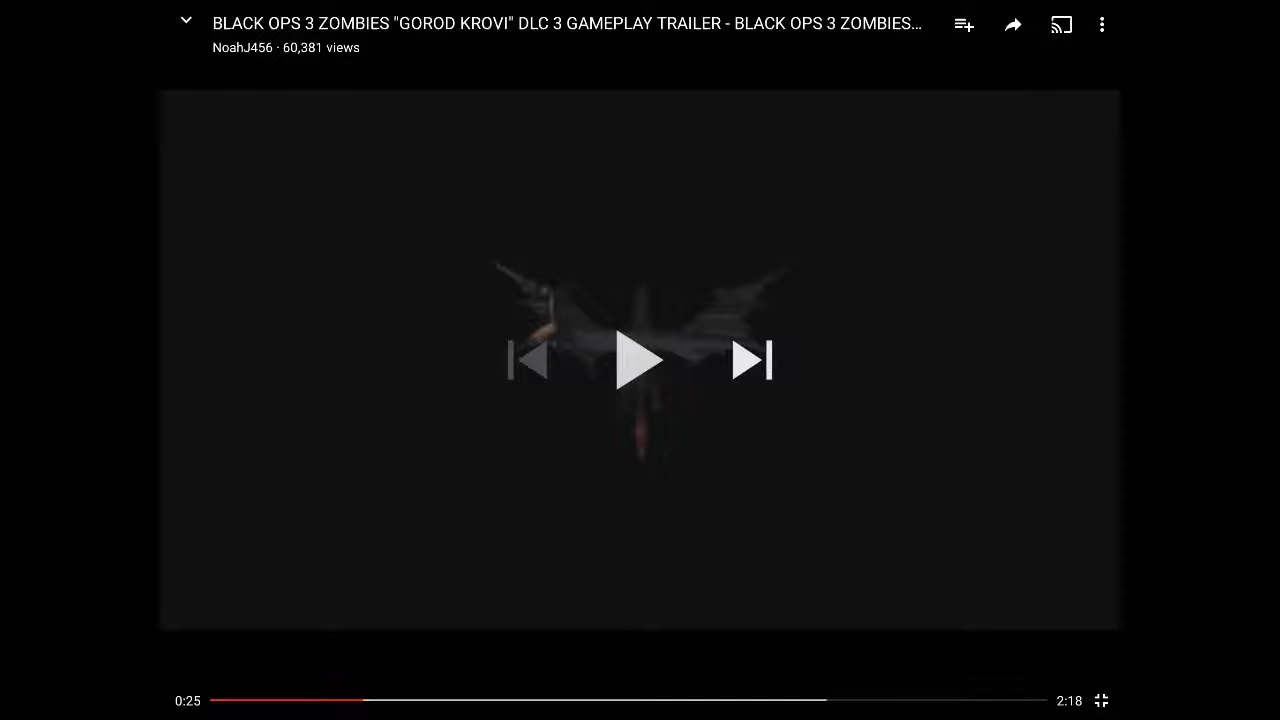 BLACK OPS 3 ZOMBIES "GOROD KROVI" DLC 3 GAMEPLAY TRAILER - BLACK OPS 3 ZOMBIES...
NoahJ456 · 60,381 views
0:25
2:18